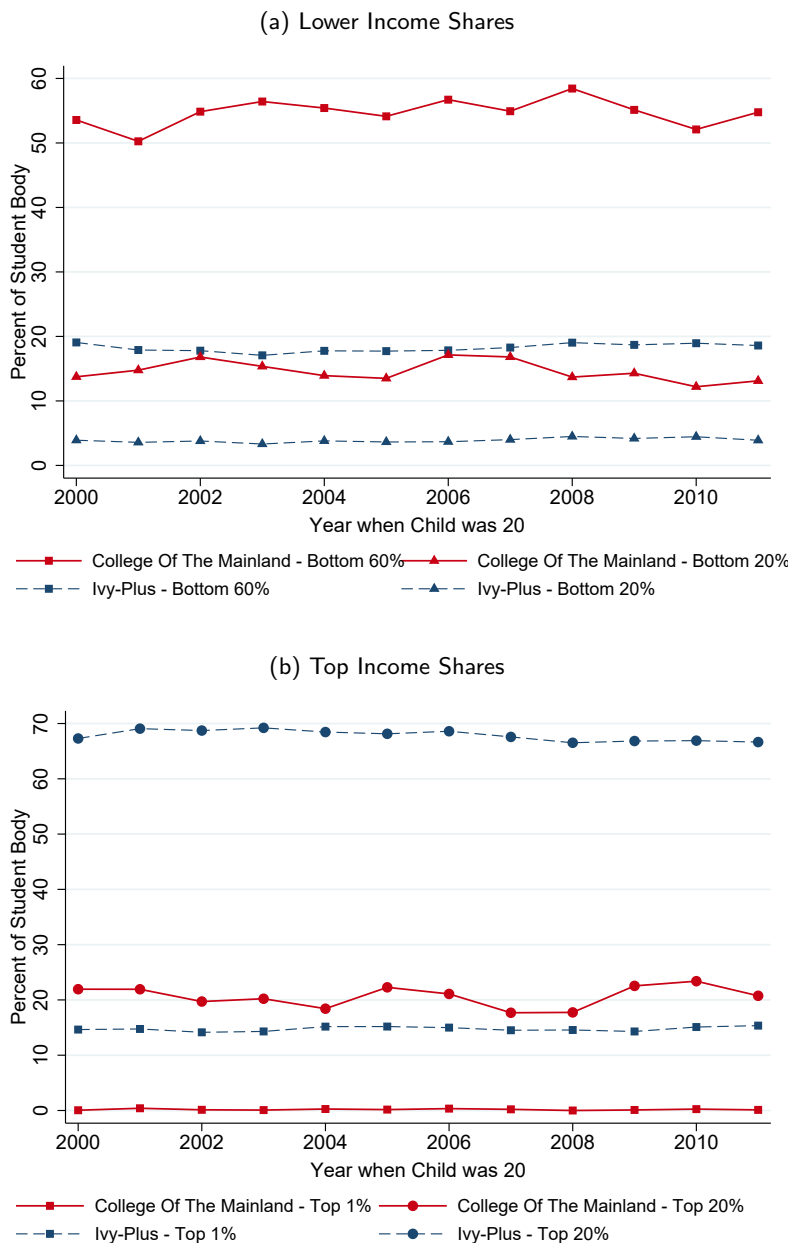 (a) Lower Income Shares
60
50
40
30
20
10
0
Percent of Student Body
2000 2002 2004 2006 2008 2010
Year when Child was 20
College Of The Mainland - Bottom 60% College Of The Mainland - Bottom 20%
Ivy-Plus - Bottom 60% Ivy-Plus - Bottom 20%
(b) Top Income Shares
70
60
50
40
30
20
10
0
Percent of Student Body
2000 2002 2004 2006 2008 2010
Year when Child was 20
College Of The Mainland - Top 1% College Of The Mainland - Top 20%
Ivy-Plus - Top 1% Ivy-Plus - Top 20%